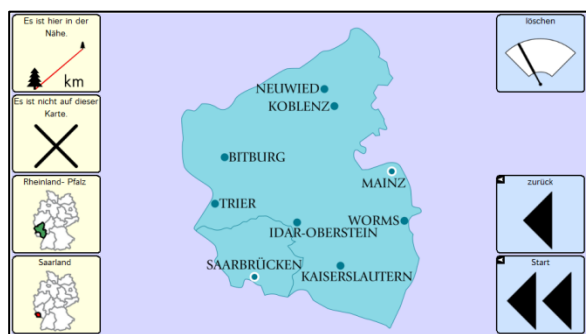 Es ist hier in der
Nähe.
km
Es ist nicht auf dieser
Karte.
Rheinland- Pfalz
Saarland
NEUWIED
KOBLENZ
BITBURG
MAINZ
TRIER
WORMS
IDAR-OBERSTEIN
SAARBRÜCKEN
KAISERSLAUTERN
löschen
zurück
Start